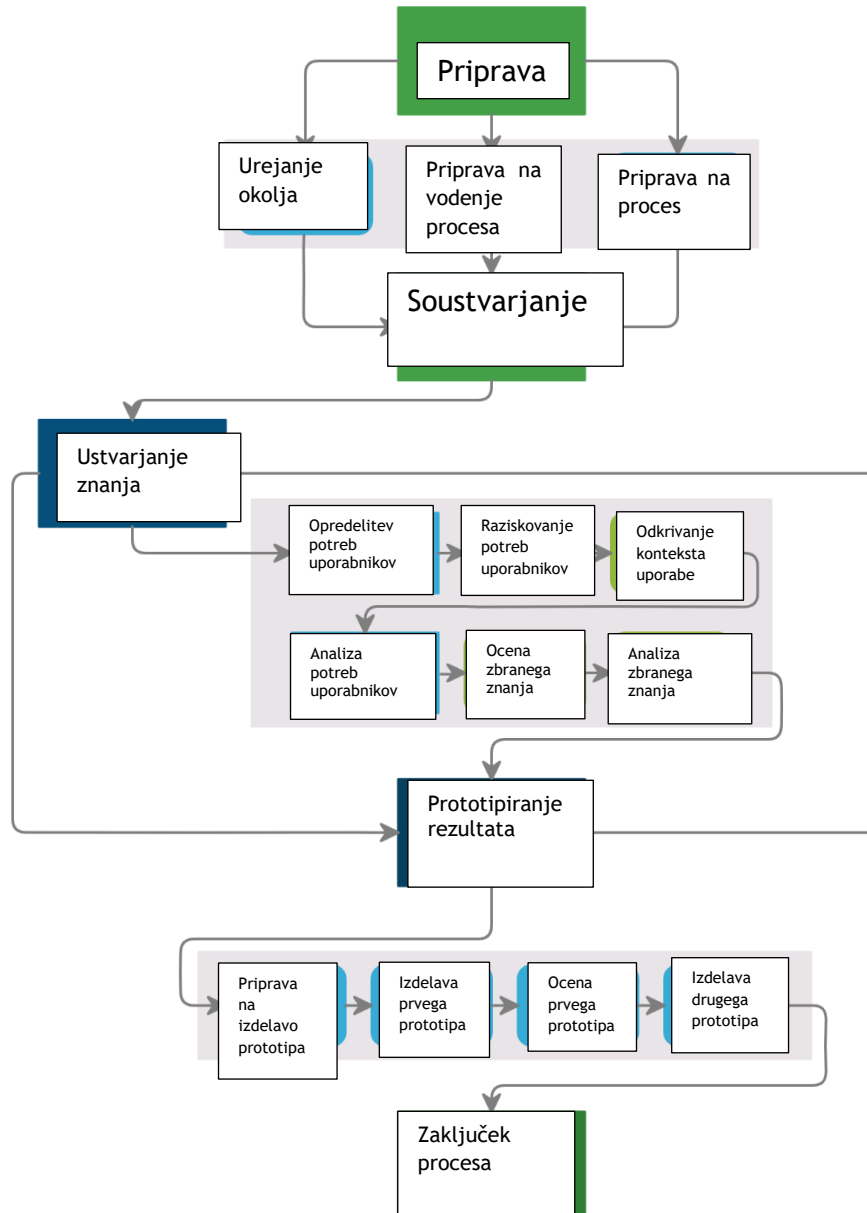 Priprava
Urejanje
okolja
Priprava na
vodenje
procesa
Priprava na
proces
Soustvarjanje
Ustvarjanje
znanja
Opredelitev
potreb
uporabnikov
Raziskovanje
potreb
uporabnikov
Odkrivanje
konteksta
uporabe
Analiza
potreb
uporabnikov
Ocena
zbranega
znanja
Analiza
zbranega
znanja
Prototipiranje
rezultata
Priprava
na
izdelavo
prototipa
Izdelava
prvega
prototipa
Ocena
prvega
prototipa
Izdelava
drugega
prototipa
Zaključek
procesa